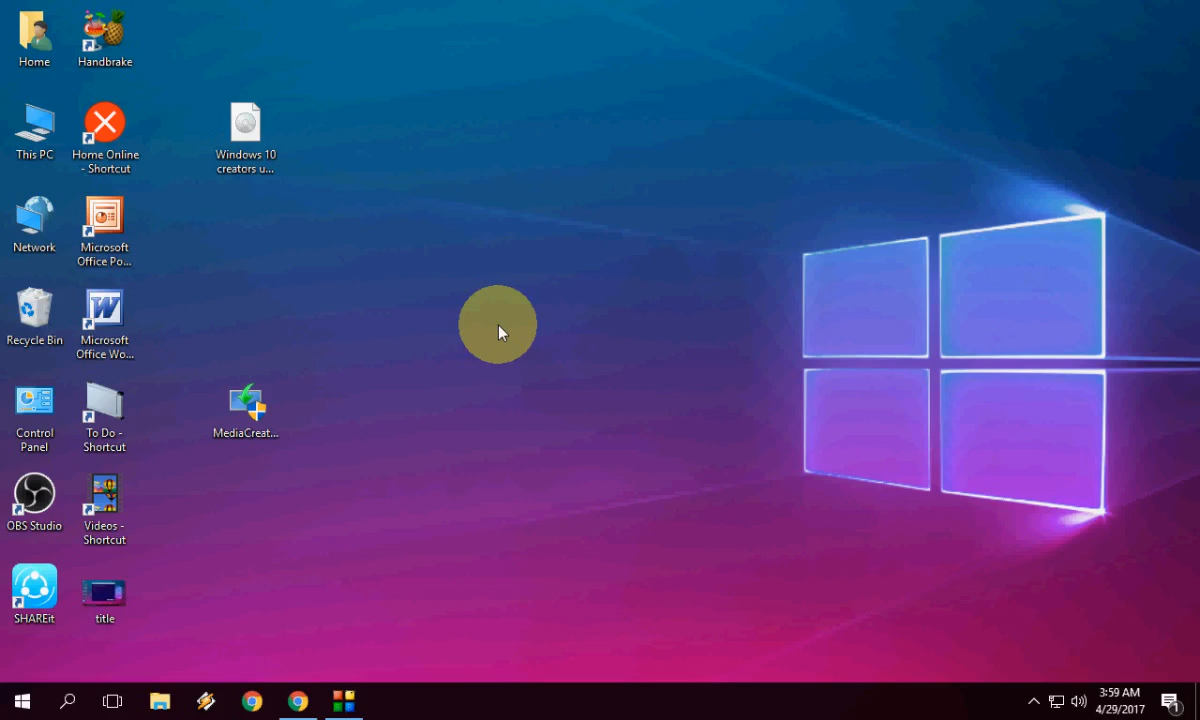 Home
Handbrake
This PC
Home Online
- Shortcut
Windows 10
creators u...
Network
Microsoft
Office Po...
Recycle Bin
Microsoft
Office Wo...
Control
Panel
To Do -
Shortcut
MediaCreat...
OBS Studio
Videos -
Shortcut
SHAREit
title
3:59 AM
4/29/2017
1